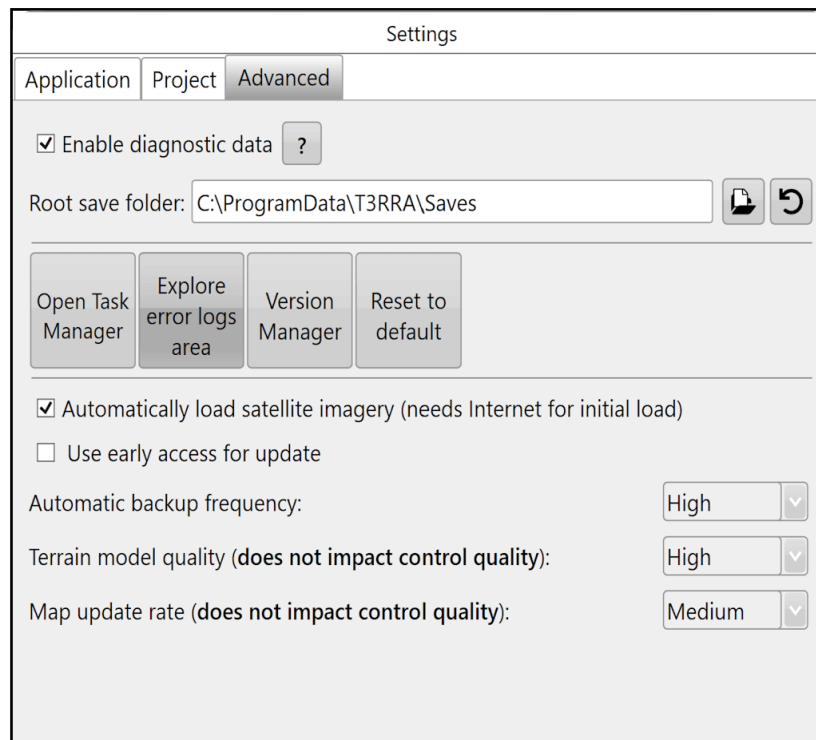 Settings
Application Project Advanced
Enable diagnostic data ?
Root save folder: C:\ProgramData\T3RRA\Saves
Open Task
Manager
Explore
error logs
area
Version
Manager
Reset to
default
Automatically load satellite imagery (needs Internet for initial load)
Use early access for update
Automatic backup frequency: High
Terrain model quality (does not impact control quality): High
Map update rate (does not impact control quality): Medium